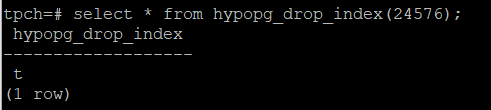 tpch=# select * from hypopg_drop_index(24576);
 hypopg_drop_index
-------------------
 t
(1 row)